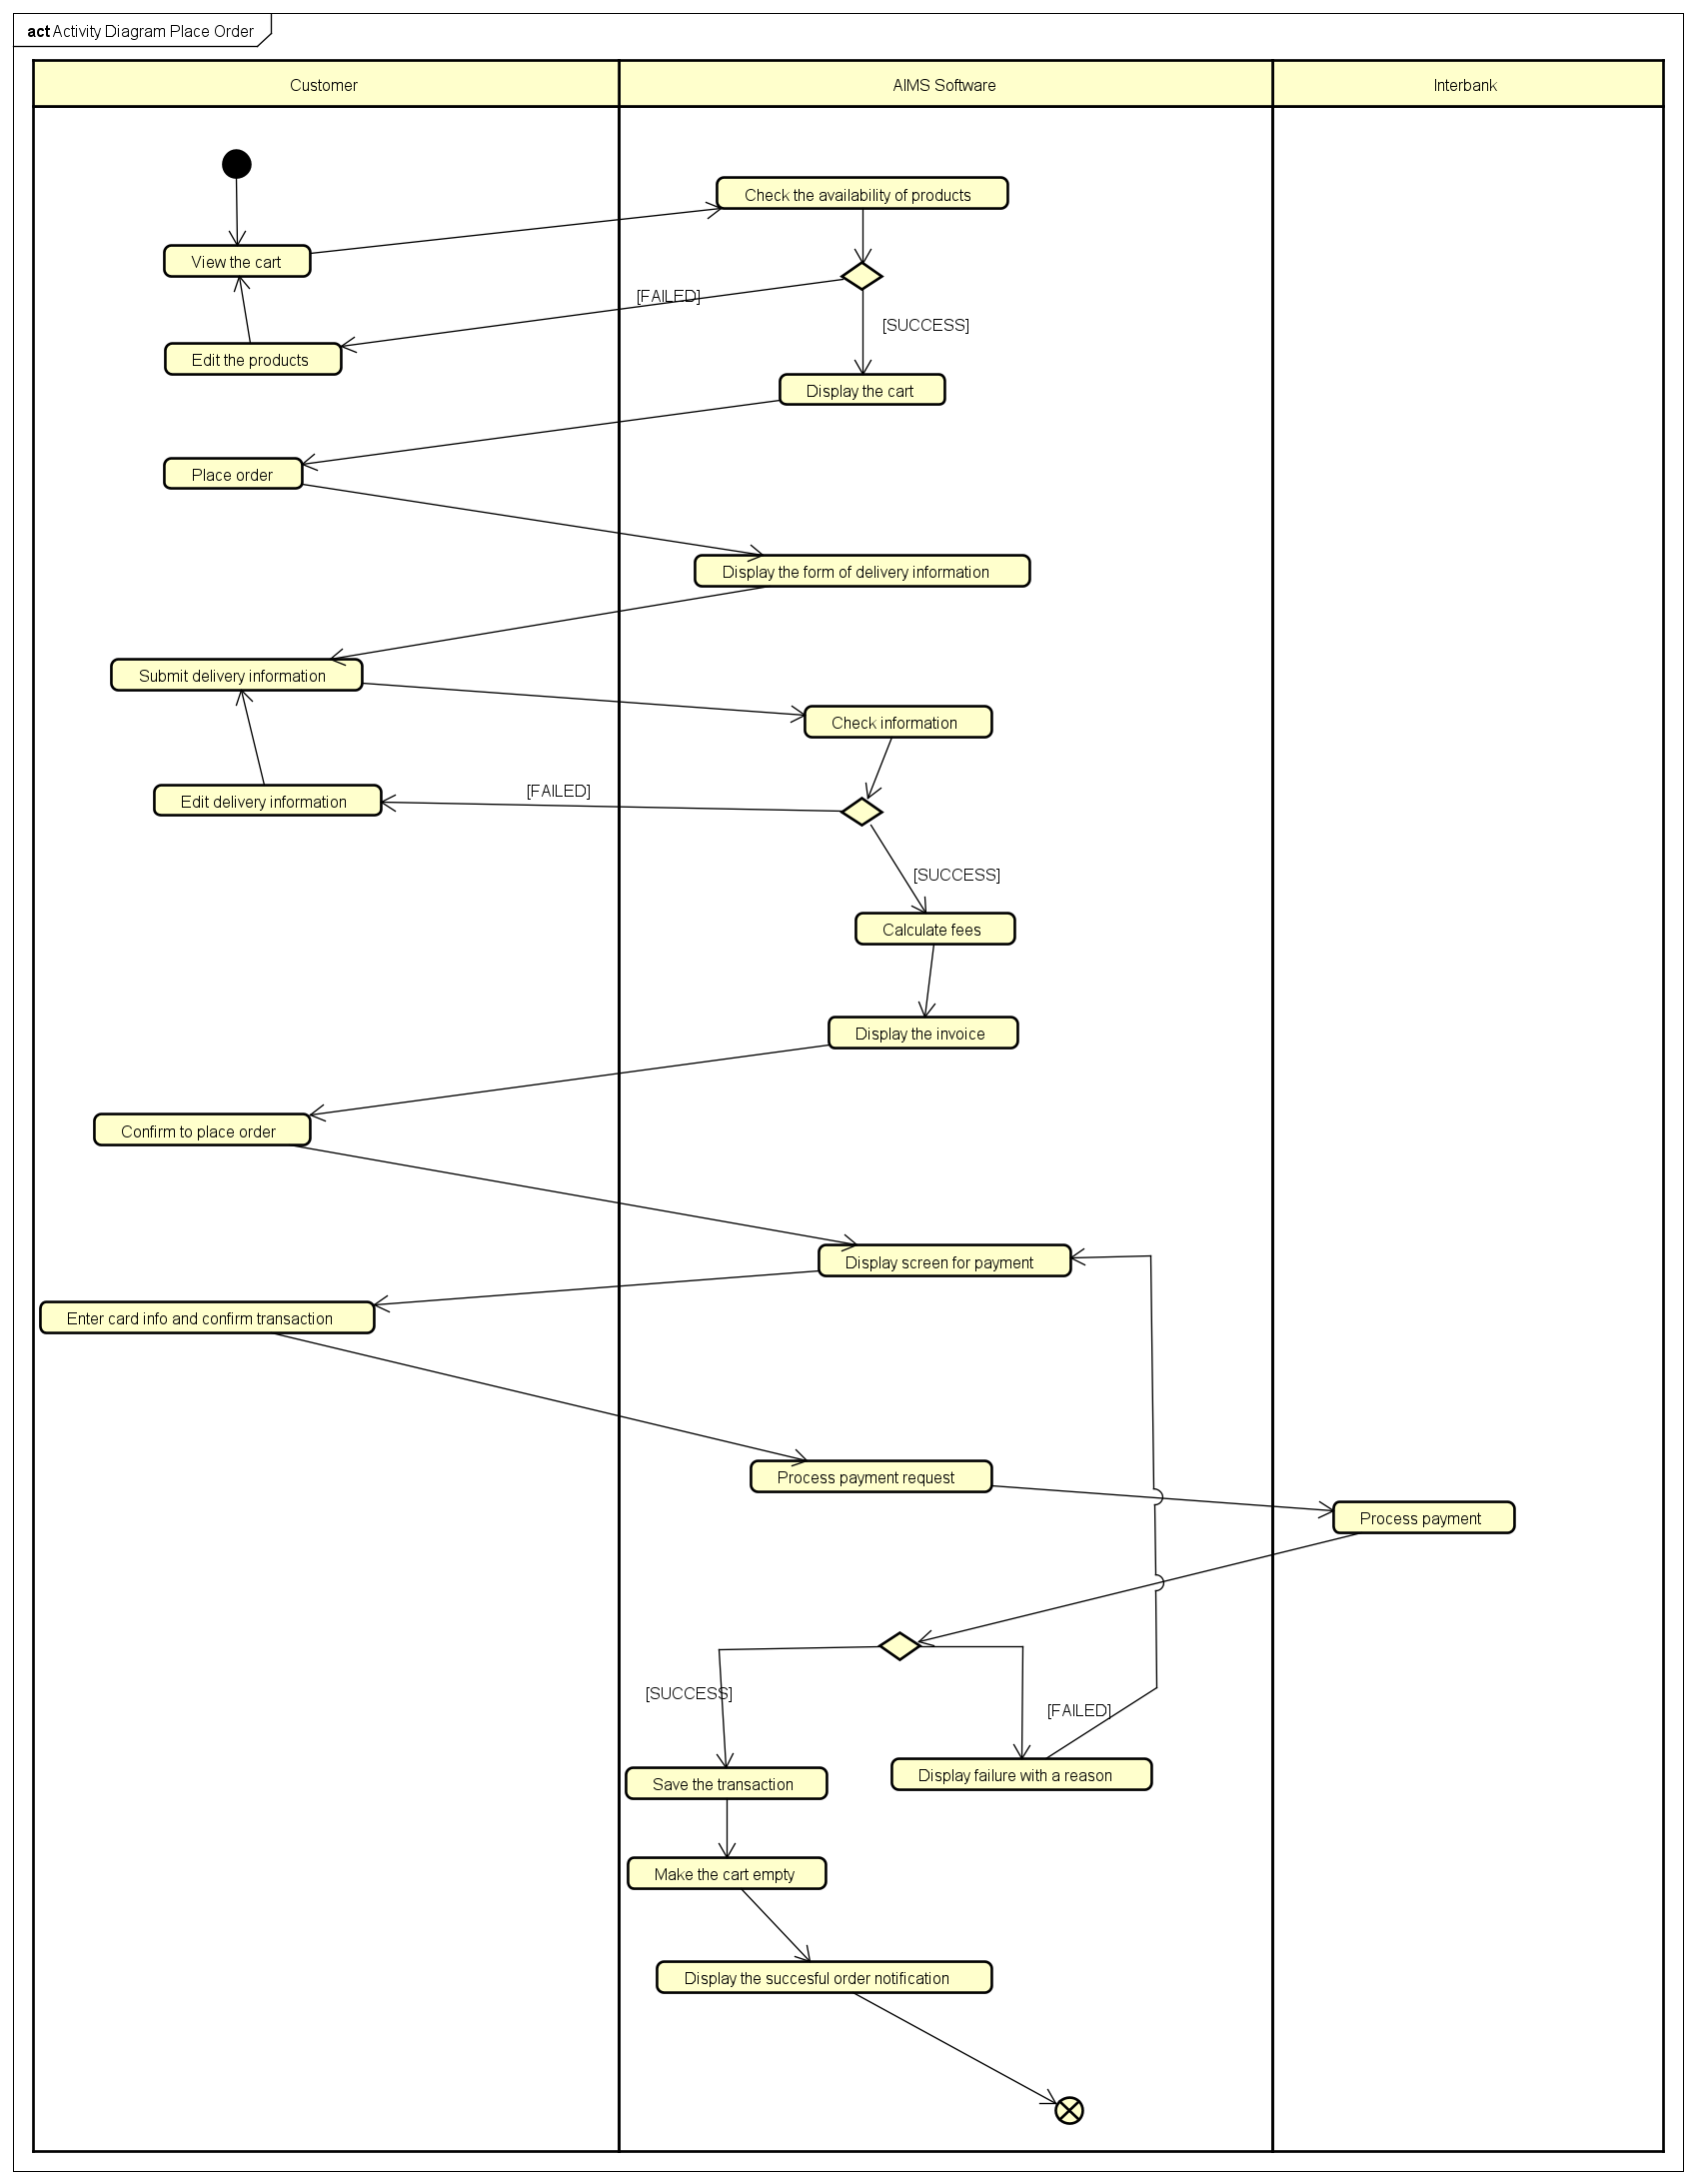 act Activity Diagram Place Order
Customer
AIMS Software
Interbank
Check the availability of products
View the cart
[FAILED]
[SUCCESS]
Edit the products
Display the cart
Place order
Display the form of delivery information
Submit delivery information
Check information
[FAILED]
Edit delivery information
[SUCCESS]
Calculate fees
Display the invoice
Confirm to place order
Display screen for payment
Enter card info and confirm transaction
Process payment request
Process payment
[SUCCESS]
[FAILED]
Display failure with a reason
Save the transaction
Make the cart empty
Display the succesful order notification